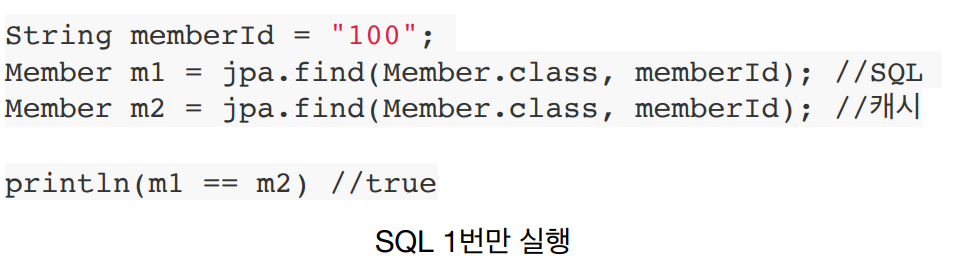 String memberId = "100";
Member m1 = jpa.find(Member.class, memberId); //SQL
Member m2 = jpa.find(Member.class, memberId); //캐시
println(m1 == m2) //true
SQL 1번만 실행